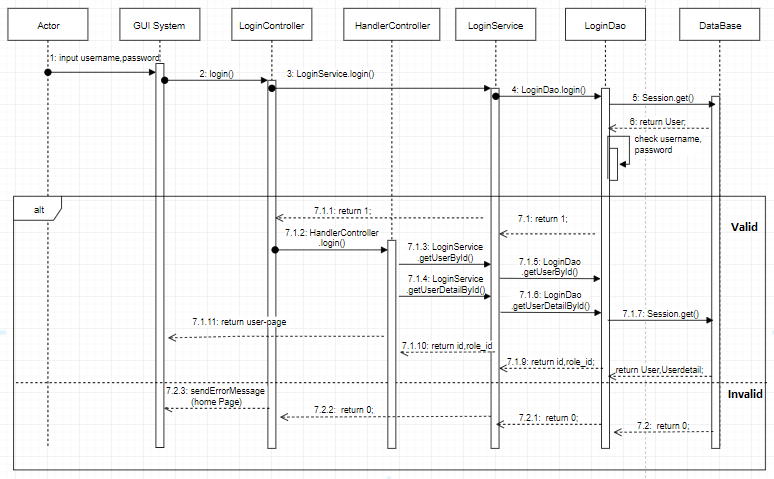 Actor
GUI System
LoginController
HandlerController
LoginService
LoginDao
DataBase
1: input username,password;
2: login()
3: LoginService.login()
4: LoginDao.login()
5: Session.get()
6: return User;
check username,
password
alt
Valid
7.1.1: return 1;
7.1: return 1;
7.1.2: HandlerController
.login()
7.1.3: LoginService
.getUserById()
7.1.5: LoginDao
.getUserById()
7.1.4: LoginService
.getUserDetailById()
7.1.6: LoginDao
.getUserDetailById()
7.1.7: Session.get()
7.1.11: return user-page
7.1.10: return id,role_id
7.1.9: return id,role_id;
return User,Userdetail;
Invalid
7.2.3: sendErrorMessage
(home Page)
7.2.2: return 0;
7.2.1: return 0;
7.2: return 0;